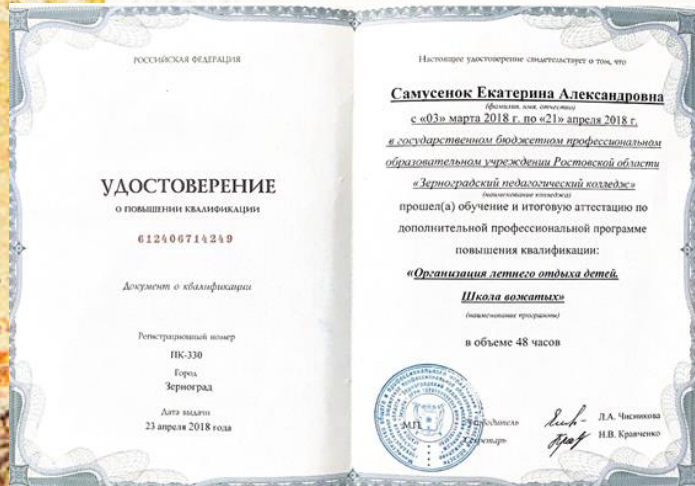 РОССИЙСКАЯ ФЕДЕРАЦИЯ
УДОСТОВЕРЕНИЕ
О ПОВЫШЕНИИ КВАЛИФИКАЦИИ
612406714249
Документ о квалификации
Регистрационный номер
ПК-330
Город
Зерноград
Дата выдачи
23 апреля 2018 года
Настоящее удостоверение свидетельствует о том, что
Самусенок Екатерина Александровна
(фамилия, имя, отчество)
с «03» марта 2018 г. по «21» апреля 2018 г.
в государственном бюджетном профессиональном
образовательном учреждении Ростовской области
«Зерноградский педагогический колледж»
(наименование колледжа)
прошел(а) обучение и итоговую аттестацию по
дополнительной профессиональной программе
повышения квалификации:
«Организация летнего отдыха детей.
Школа вожатых»
(наименование программы)
в объеме 48 часов
М.П.
Руководитель Л.А. Чисникова
Секретарь Н.В. Кравченко